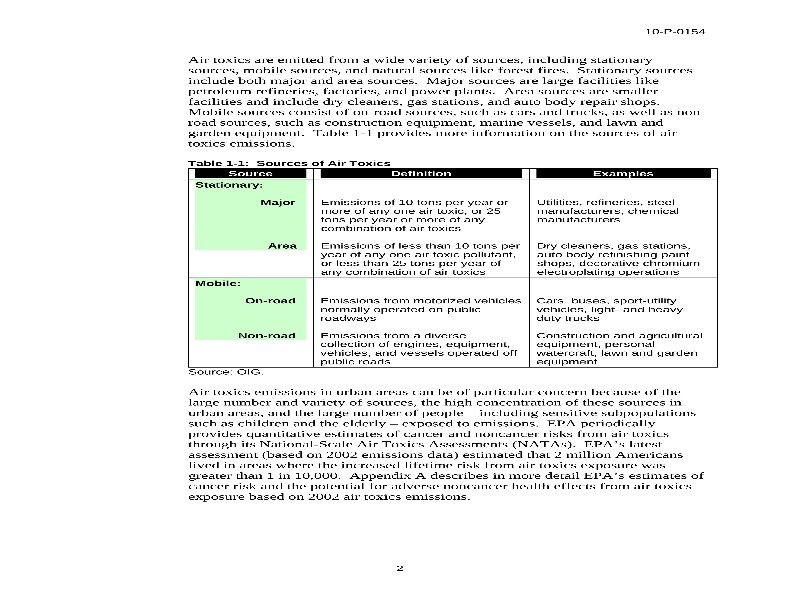 10-P-0154
Air toxics are emitted from a wide variety of sources, including stationary
sources, mobile sources, and natural sources like forest fires. Stationary sources
include both major and area sources. Major sources are large facilities like
petroleum refineries, factories, and power plants. Area sources are smaller
facilities and include dry cleaners, gas stations, and auto body repair shops.
Mobile sources consist of on-road sources, such as cars and trucks, as well as non-
road sources, such as construction equipment, marine vessels, and lawn and
garden equipment. Table 1-1 provides more information on the sources of air
toxics emissions.
Table 1-1: Sources of Air Toxics
Source Definition Examples
Stationary:
Major Emissions of 10 tons per year or Utilities, refineries, steel
more of any one air toxic, or 25 manufacturers, chemical
tons per year or more of any manufacturers
combination of air toxics
Area Emissions of less than 10 tons per Dry cleaners, gas stations,
year of any one air toxic pollutant, auto body refinishing paint
or less than 25 tons per year of shops, decorative chromium
any combination of air toxics electroplating operations
Mobile:
On-road Emissions from motorized vehicles Cars, buses, sport-utility
normally operated on public vehicles, light- and heavy-
roadways duty trucks
Non-road Emissions from a diverse Construction and agricultural
collection of engines, equipment, equipment, personal
vehicles, and vessels operated off watercraft, lawn and garden
public roads equipment
Source: OIG.
Air toxics emissions in urban areas can be of particular concern because of the
large number and variety of sources, the high concentration of these sources in
urban areas, and the large number of people – including sensitive subpopulations
such as children and the elderly – exposed to emissions. EPA periodically
provides quantitative estimates of cancer and noncancer risks from air toxics
through its National-Scale Air Toxics Assessments (NATAs). EPA's latest
assessment (based on 2002 emissions data) estimated that 2 million Americans
lived in areas where the increased lifetime risk from air toxics exposure was
greater than 1 in 10,000. Appendix A describes in more detail EPA's estimates of
cancer risk and the potential for adverse noncancer health effects from air toxics
exposure based on 2002 air toxics emissions.
2